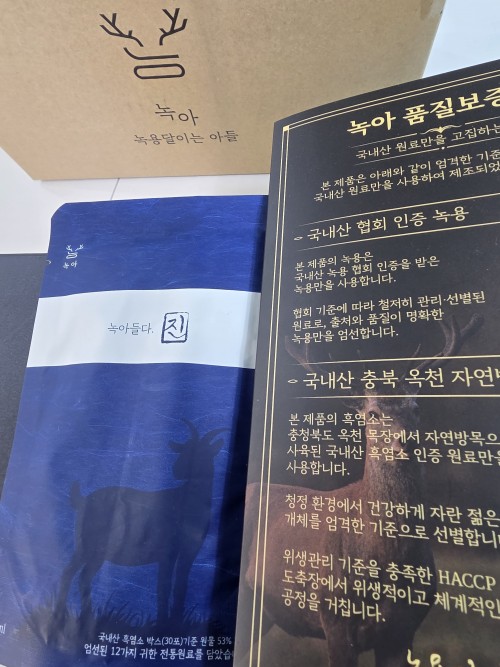 녹아
녹용달이는 아들
녹아 품질보증
국내산 원료만을 고집하는
본 제품은 아래와 같이 엄격한 기준
국내산 원료만을 사용하여 제조되었
국내산 협회 인증 녹용
본 제품의 녹용은
국내산 녹용 협회 인증을 받은
녹용만을 사용합니다.
협회 기준에 따라 철저히 관리·선별된
원료로, 출처와 품질이 명확한
녹용만을 엄선합니다.
국내산 충북 옥천 자연방
본 제품의 흑염소는
충청북도 옥천 목장에서 자연방목으
사육된 국내산 흑염소 인증 원료만을
사용합니다.
청정 환경에서 건강하게 자란 젊은
개체를 엄격한 기준으로 선별합니
위생관리 기준을 충족한 HACCP
도축장에서 위생적이고 체계적인
공정을 거칩니다.
녹아
녹아들다. 진
국내산 흑염소 박스(30포)기준 원물 53%
엄선된 12가지 귀한 전통원료를 담았습